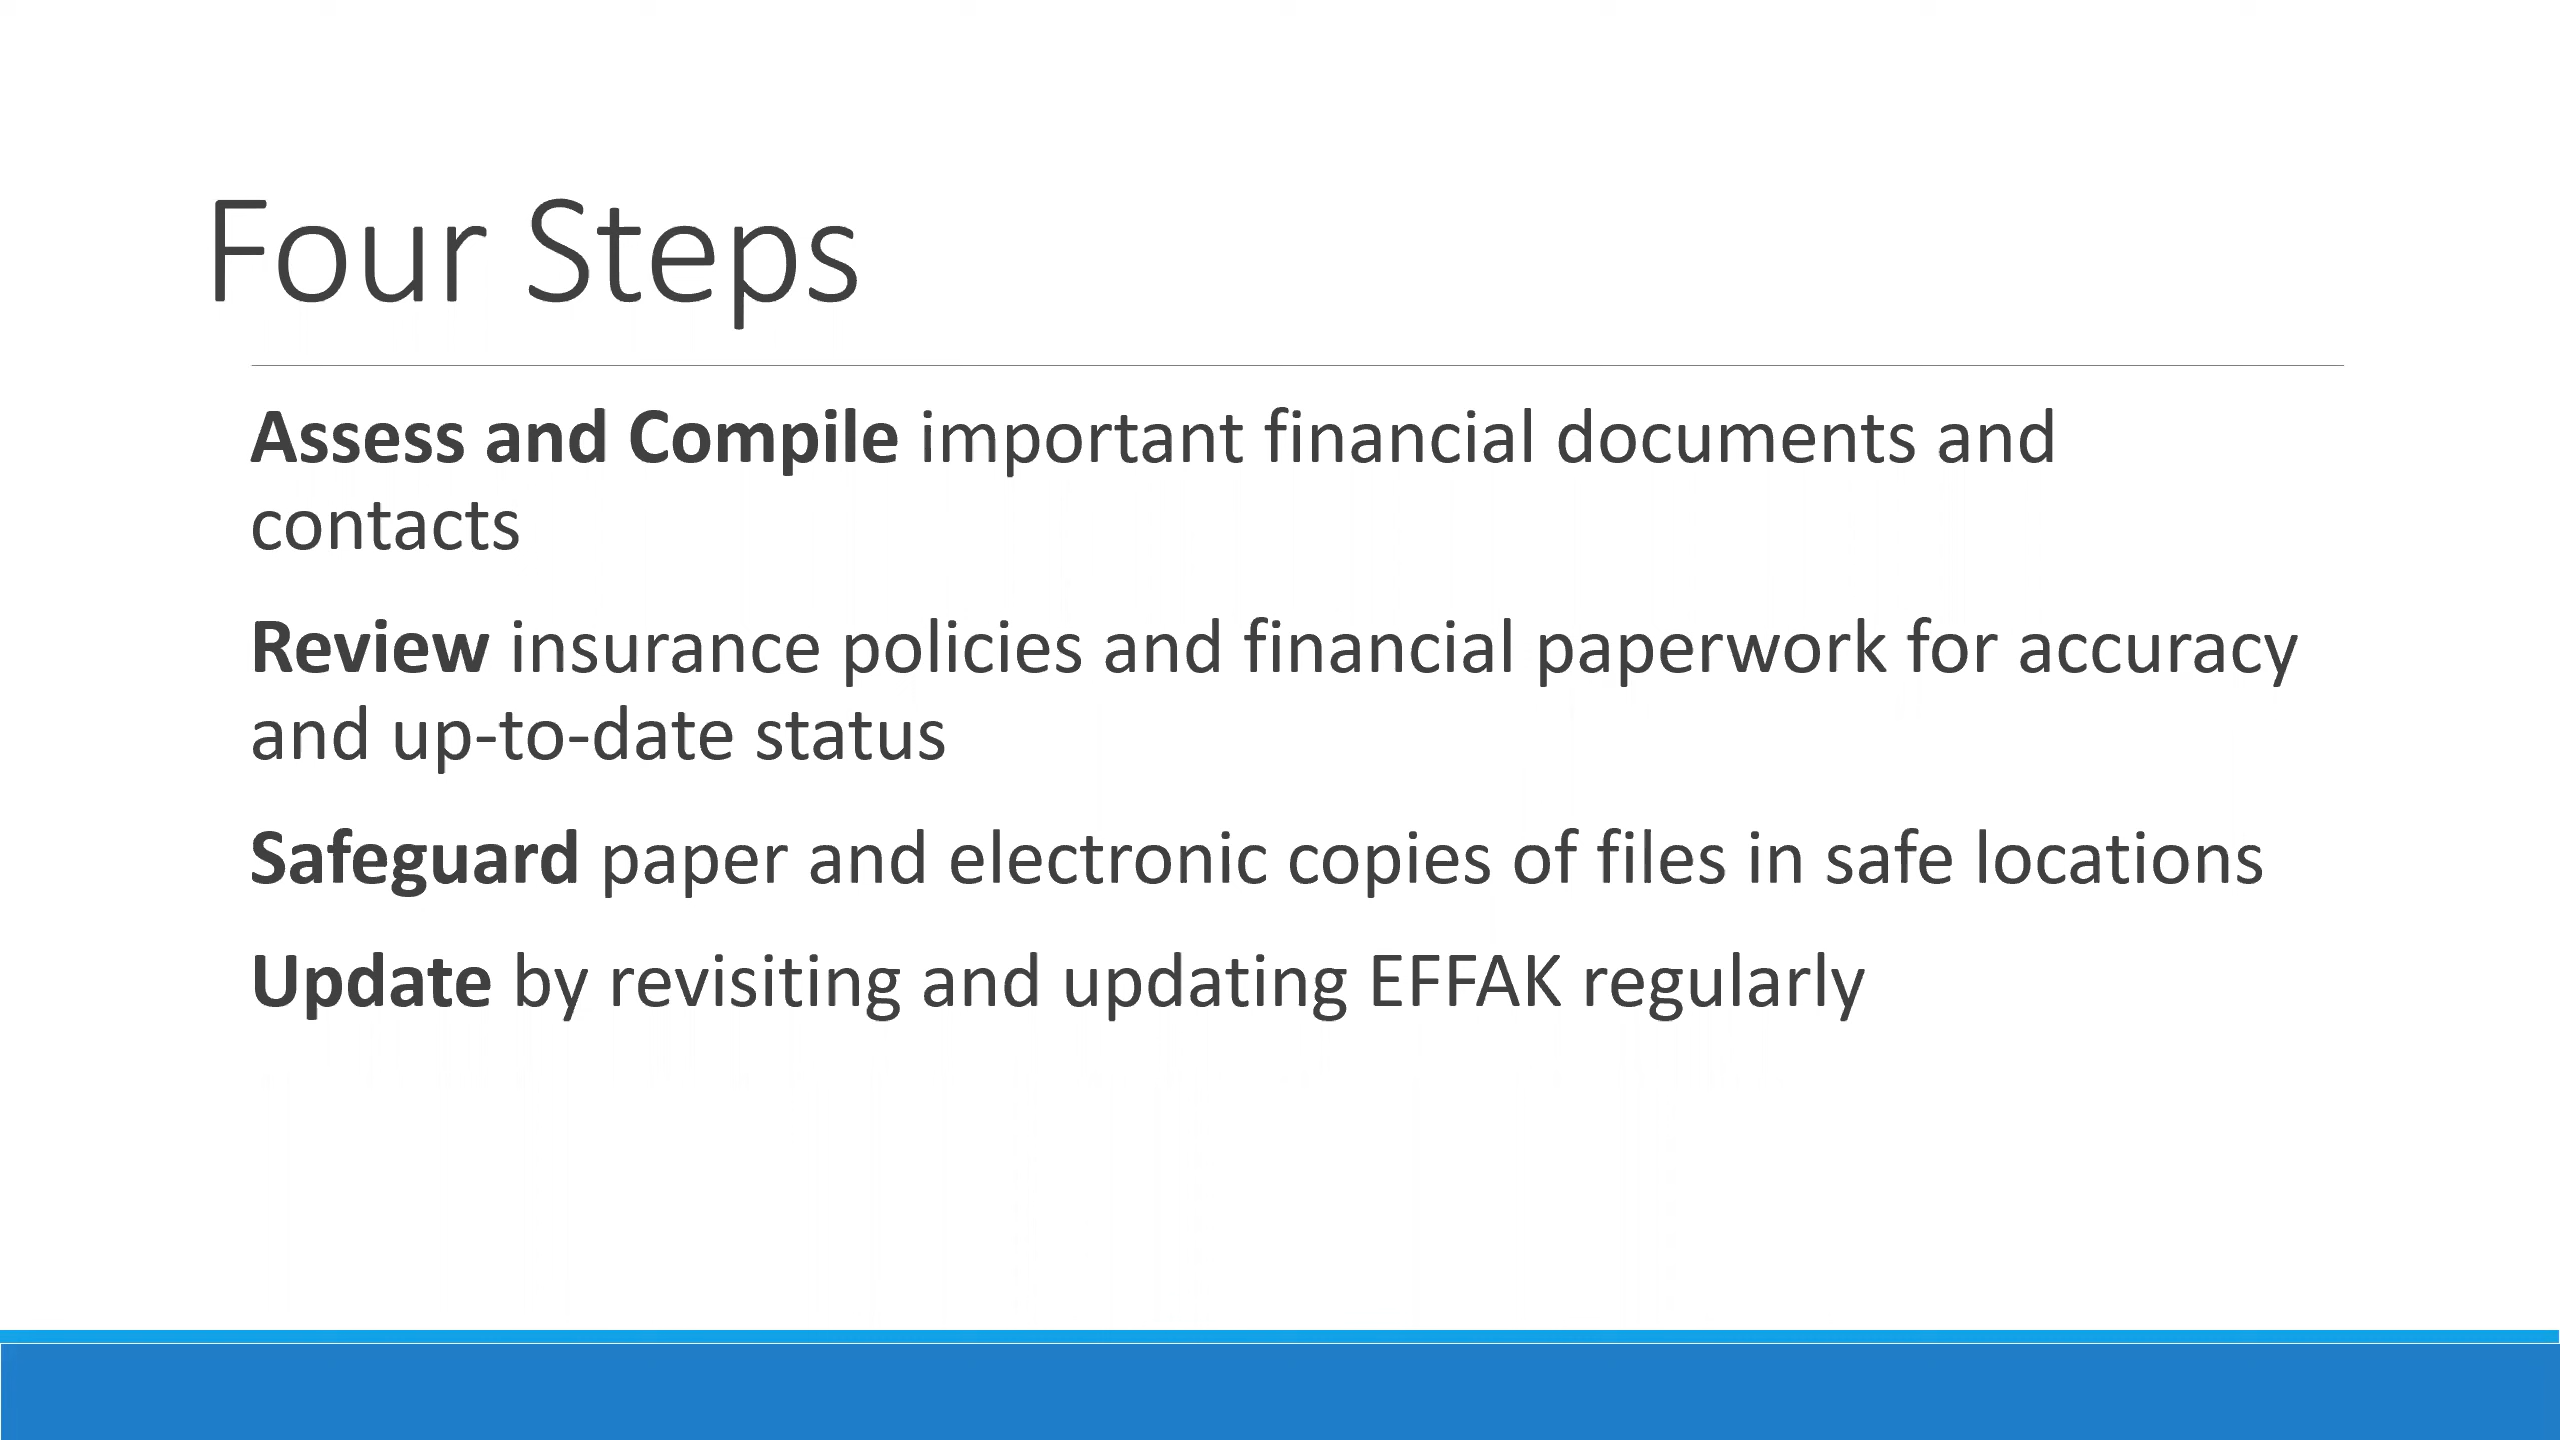 Four Steps
Assess and Compile important financial documents and
contacts
Review insurance policies and financial paperwork for accuracy
and up-to-date status
Safeguard paper and electronic copies of files in safe locations
Update by revisiting and updating EFFAK regularly